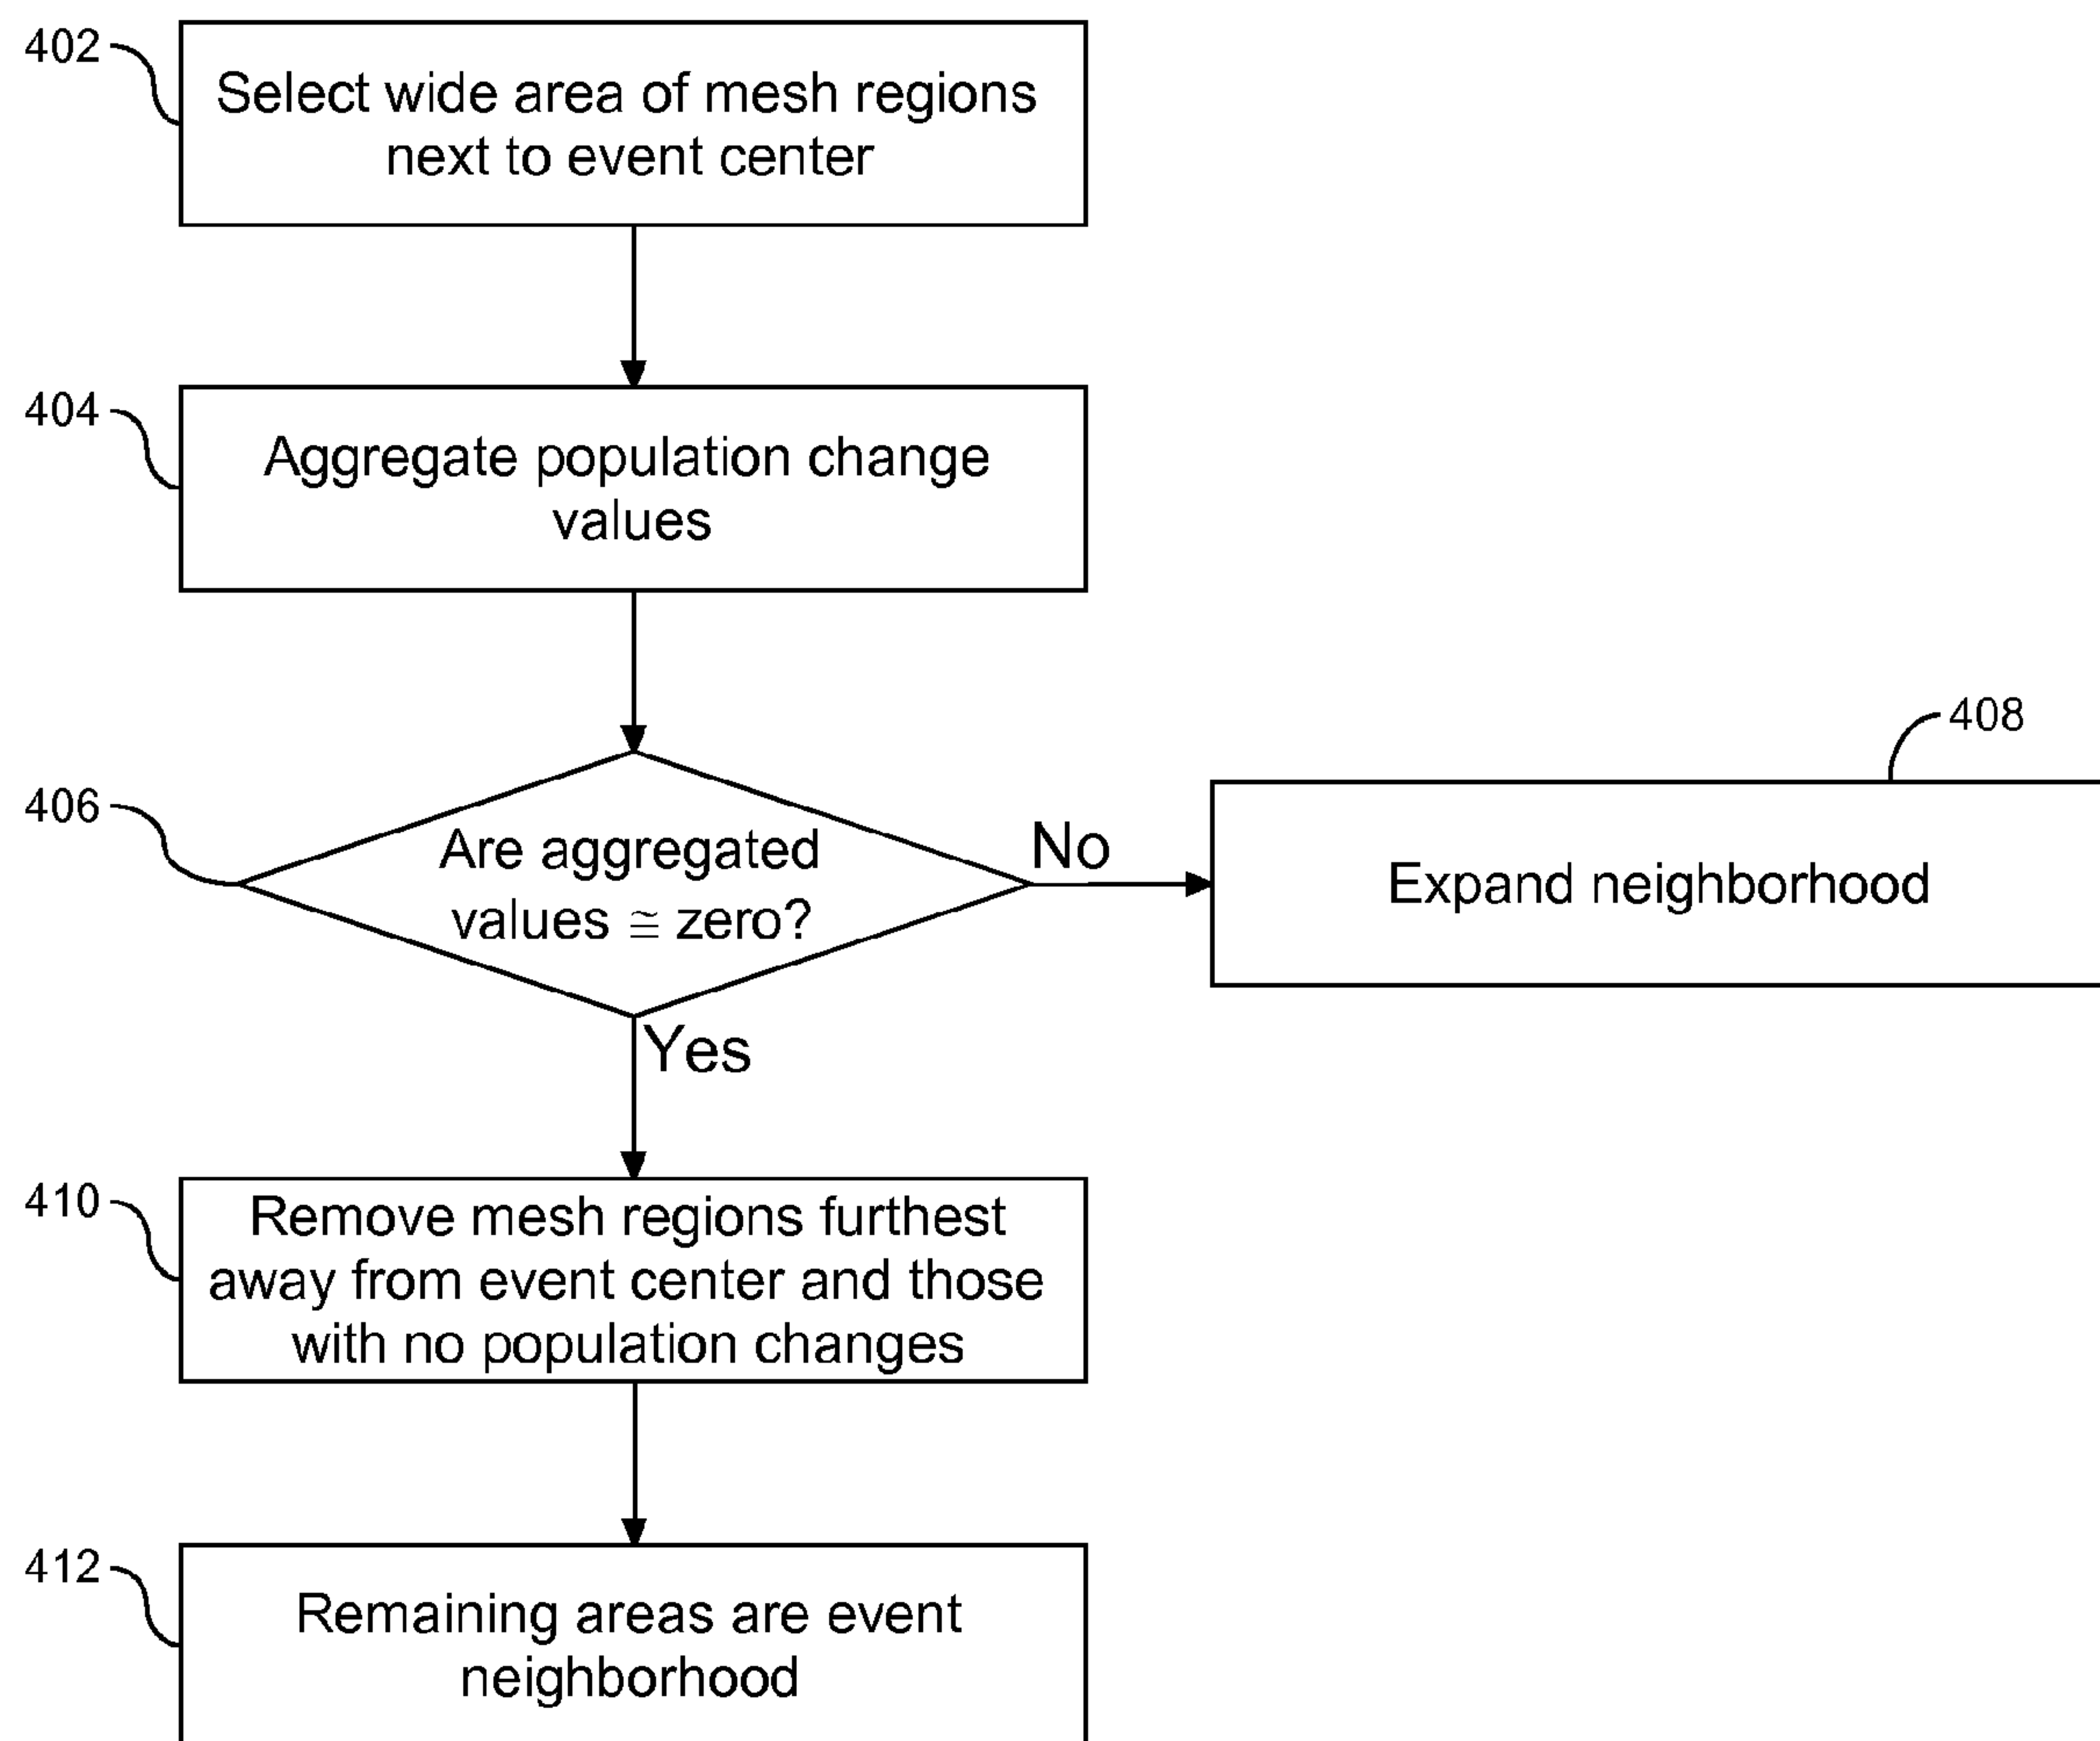 402
Select wide area of mesh regions
next to event center
404
Aggregate population change
values
408
406
Are aggregated
values ≅ zero?
No
Expand neighborhood
Yes
410
Remove mesh regions furthest
away from event center and those
with no population changes
412
Remaining areas are event
neighborhood